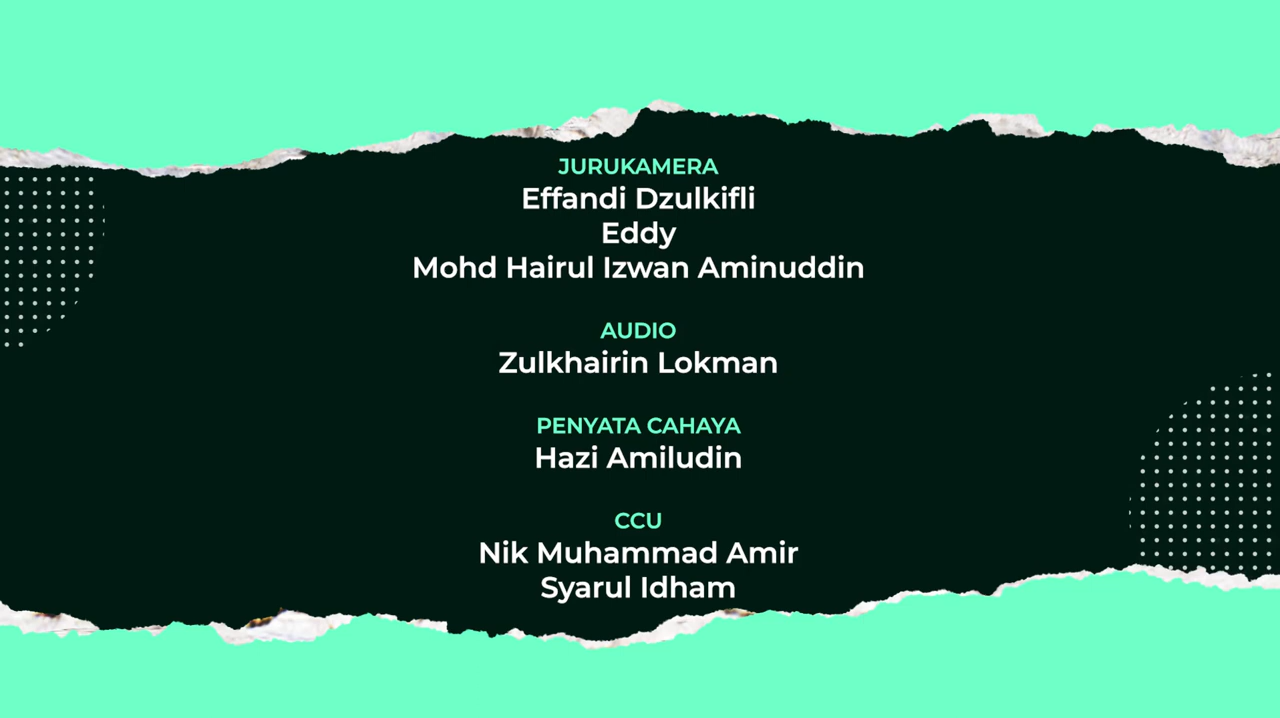 JURUKAMERA
Effandi Dzulkifli
Eddy
Mohd Hairul Izwan Aminuddin
AUDIO
Zulkhairin Lokman
PENYATA CAHAYA
Hazi Amiludin
CCU
Nik Muhammad Amir
Syarul Idham